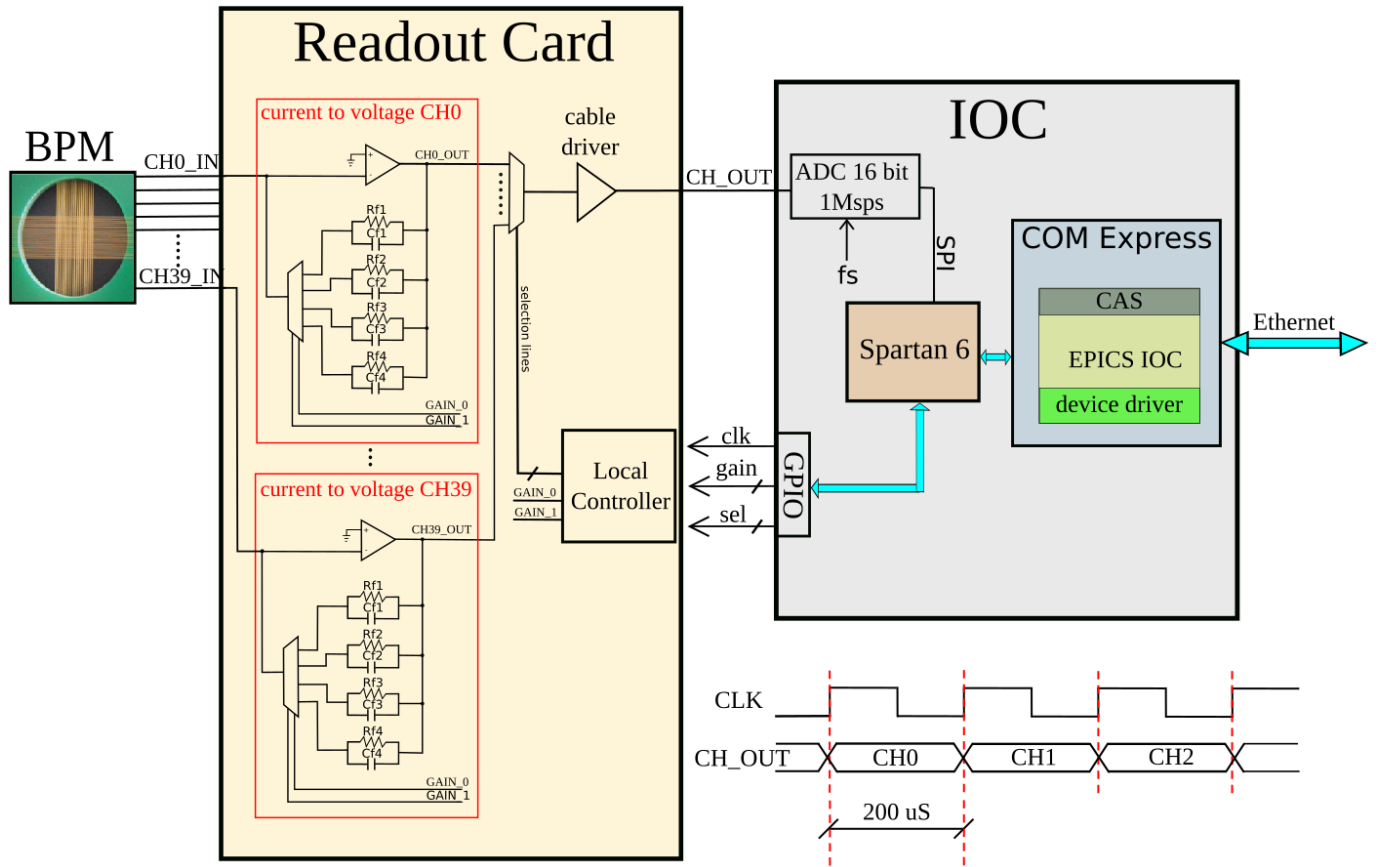 Readout Card
BPM
CH0_IN
CH39_IN
current to voltage CH0
+
-
CH0_OUT
Rf1
Cf1
Rf2
Cf2
Rf3
Cf3
Rf4
Cf4
GAIN_0
GAIN_1
current to voltage CH39
+
-
CH39_OUT
Rf1
Cf1
Rf2
Cf2
Rf3
Cf3
Rf4
Cf4
GAIN_0
GAIN_1
cable
driver
selection lines
Local
Controller
GAIN_0
GAIN_1
CH_OUT
IOC
ADC 16 bit
1Msps
fs
SPI
Spartan 6
COM Express
CAS
EPICS IOC
device driver
Ethernet
GPIO
clk
gain
sel
CLK
CH_OUT
CH0
CH1
CH2
200 uS